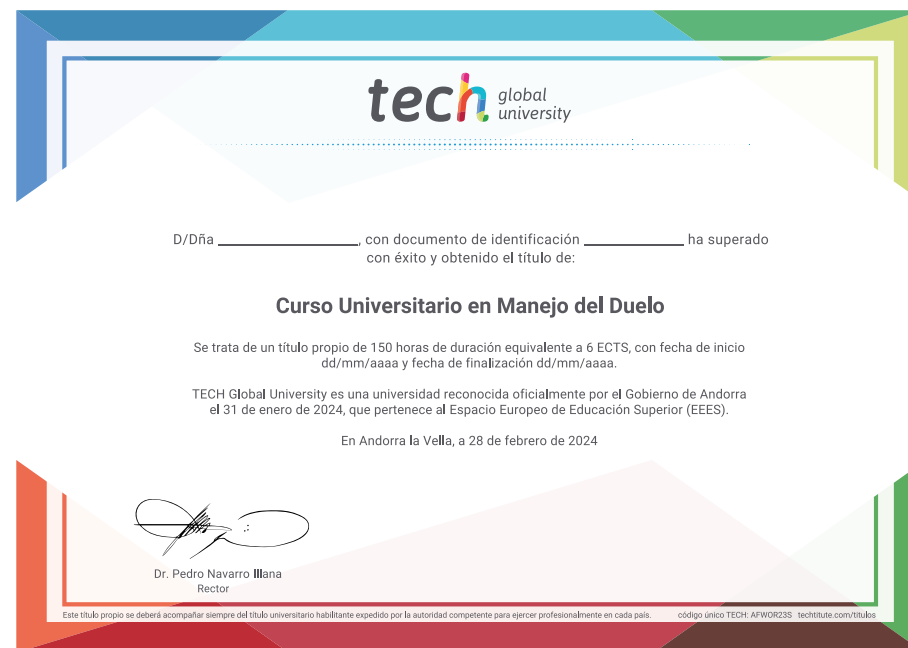 tech global university
D/Dña ____________________, con documento de identificación ______________ ha superado
con éxito y obtenido el título de:
Curso Universitario en Manejo del Duelo
Se trata de un título propio de 150 horas de duración equivalente a 6 ECTS, con fecha de inicio
dd/mm/aaaa y fecha de finalización dd/mm/aaaa.
TECH Global University es una universidad reconocida oficialmente por el Gobierno de Andorra
el 31 de enero de 2024, que pertenece al Espacio Europeo de Educación Superior (EEES).
En Andorra la Vella, a 28 de febrero de 2024
Dr. Pedro Navarro Illana
Rector
Este título propio se deberá acompañar siempre del título universitario habilitante expedido por la autoridad competente para ejercer profesionalmente en cada país. código único TECH: AFWOR23S techtitute.com/titulos